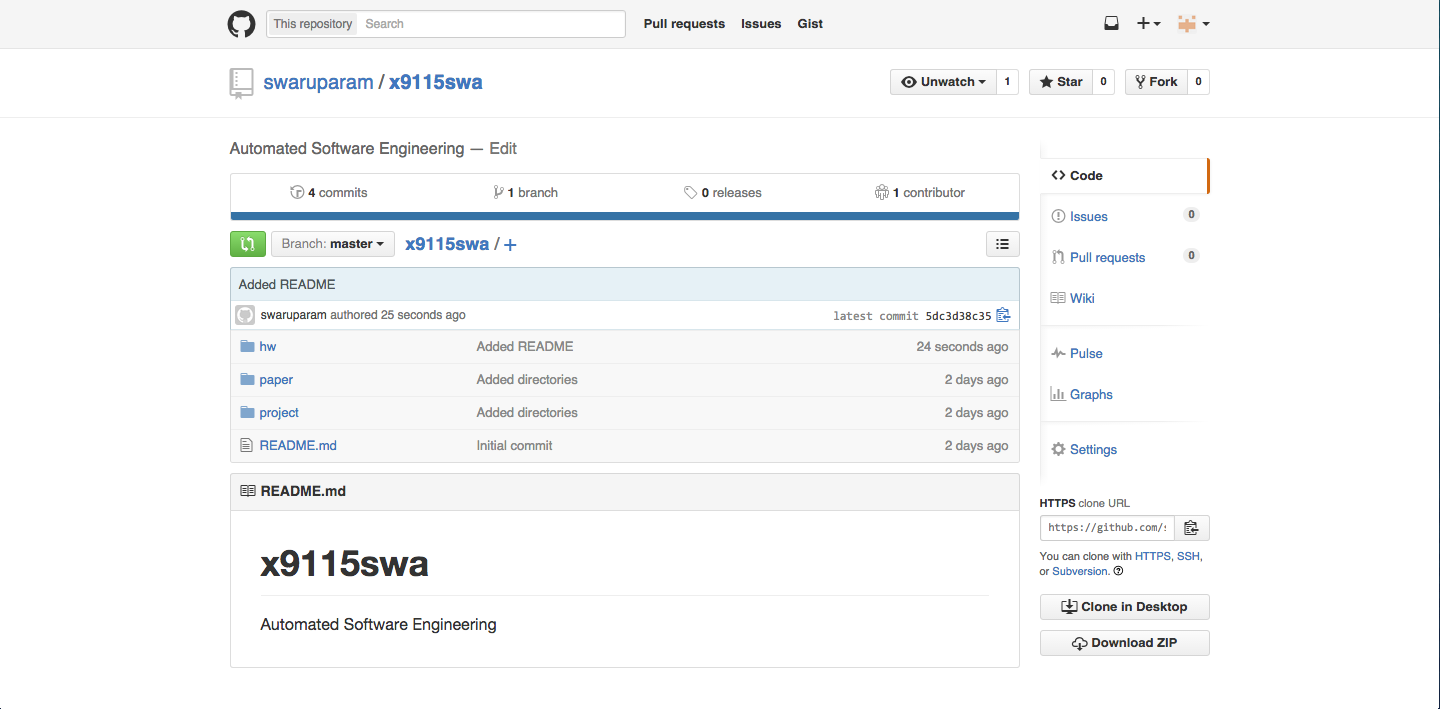 This repository Search Pull requests Issues Gist
swaruparam / x9115swa Unwatch 1 Star 0 Fork 0
Automated Software Engineering — Edit
4 commits 1 branch 0 releases 1 contributor
Branch: master x9115swa / +
Added README
swaruparam authored 25 seconds ago latest commit 5dc3d38c35
hw Added README 24 seconds ago
paper Added directories 2 days ago
project Added directories 2 days ago
README.md Initial commit 2 days ago
README.md
x9115swa
Automated Software Engineering
Code
Issues 0
Pull requests 0
Wiki
Pulse
Graphs
Settings
HTTPS clone URL
https://github.com/s
You can clone with HTTPS, SSH,
or Subversion.
Clone in Desktop
Download ZIP